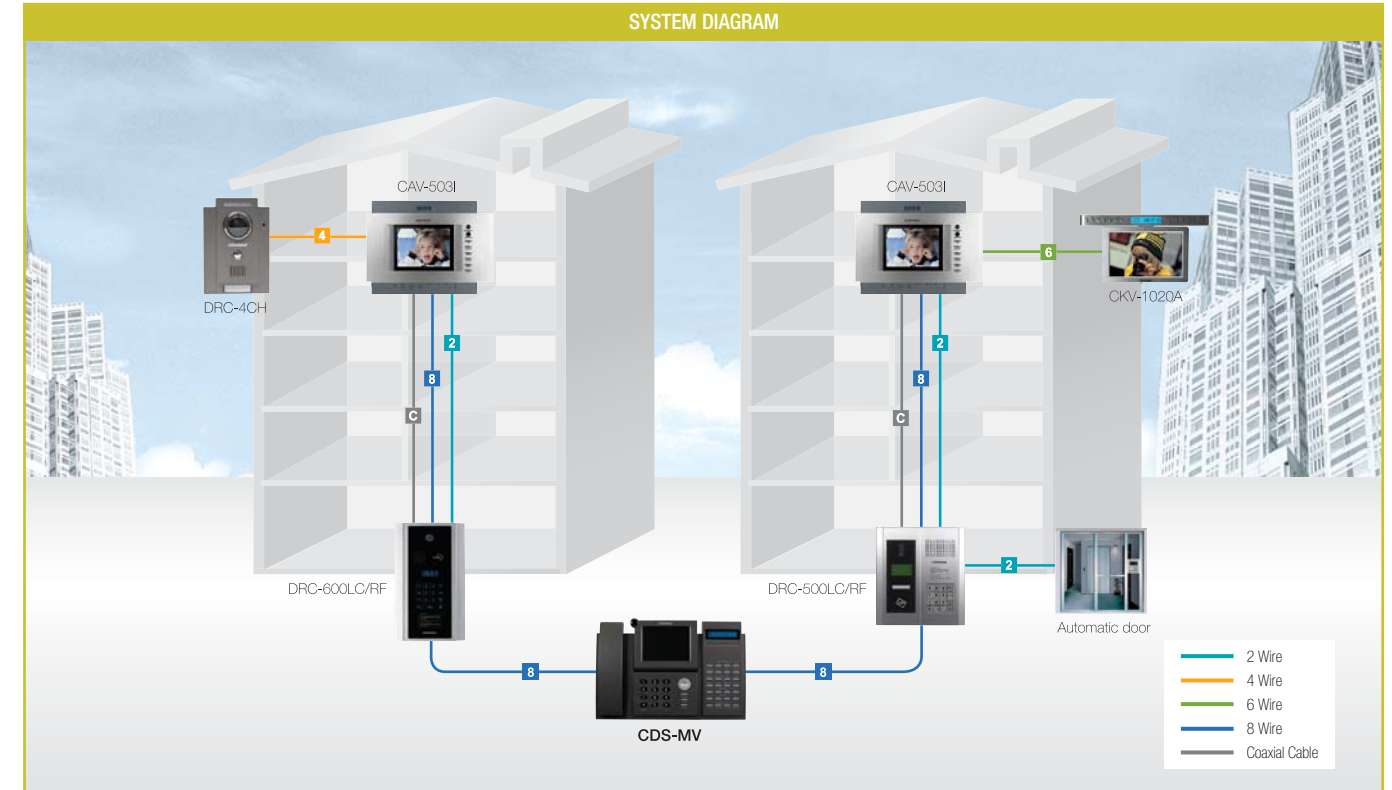 SYSTEM DIAGRAM
CAV-503I
CAV-503I
4
6
DRC-4CH
CKV-1020A
2
2
8
8
C
C
2
DRC-600LC/RF
DRC-500LC/RF
Automatic door
8
8
CDS-MV
2 Wire
4 Wire
6 Wire
8 Wire
Coaxial Cable